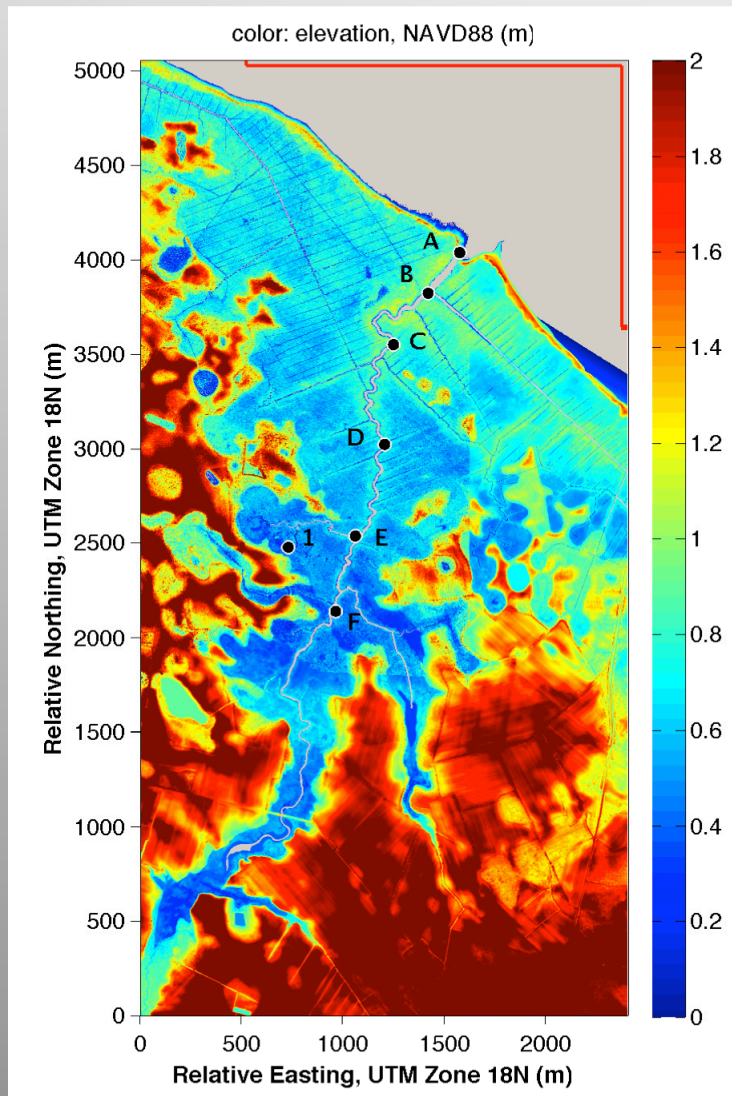 color: elevation, NAVD88 (m)
5000
4500
4000
3500
3000
2500
2000
1500
1000
500
0
Relative Northing, UTM Zone 18N (m)
A
B
C
D
1
E
F
2
1.8
1.6
1.4
1.2
1
0.8
0.6
0.4
0.2
0
0 500 1000 1500 2000
Relative Easting, UTM Zone 18N (m)